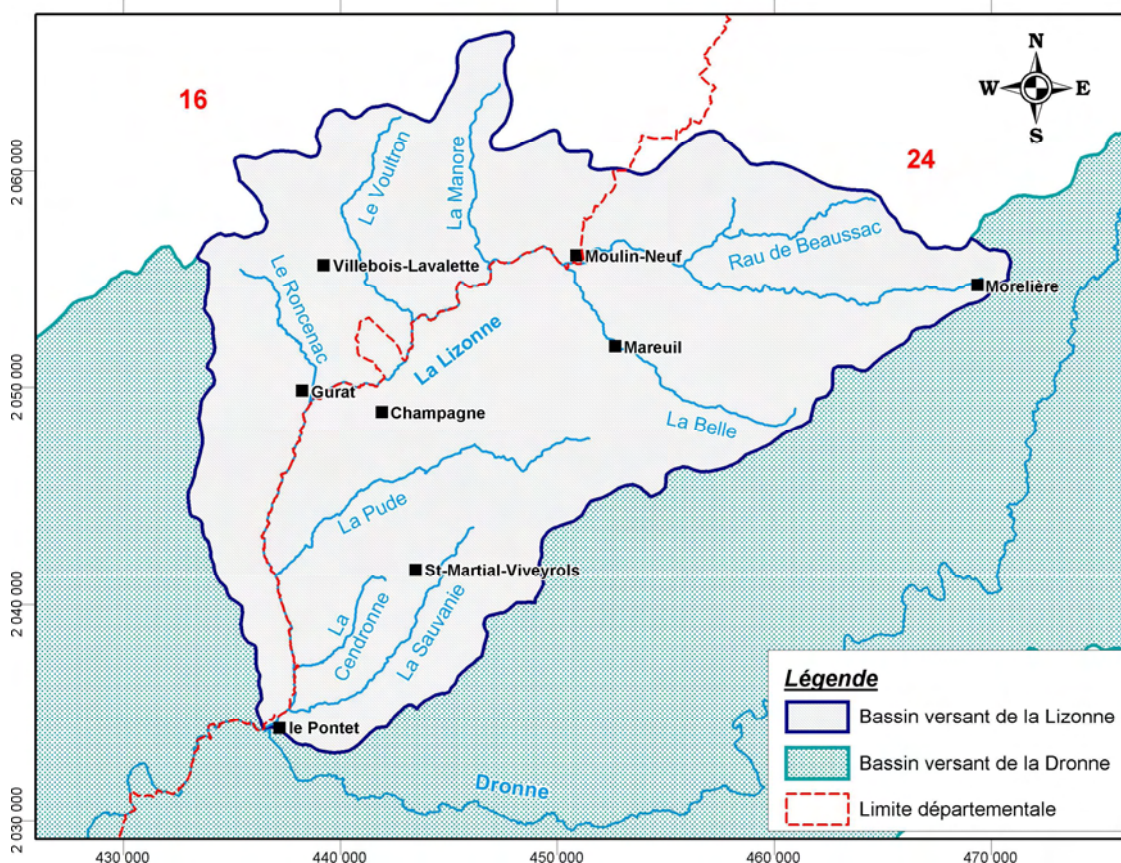 N
W E
S
16
24
2 060 000
2 050 000
2 040 000
2 030 000
Le Voultron
La Manore
Rau de Beaussac
Moulin-Neuf
Villebois-Lavalette
Morelière
Le Roncenac
La Lizonne
Mareuil
Gurat
Champagne
La Belle
La Pude
St-Martial-Viveyrols
La
Cendronne
La Sauvanie
le Pontet
Dronne
Légende
Bassin versant de la Lizonne
Bassin versant de la Dronne
Limite départementale
430 000 440 000 450 000 460 000 470 000